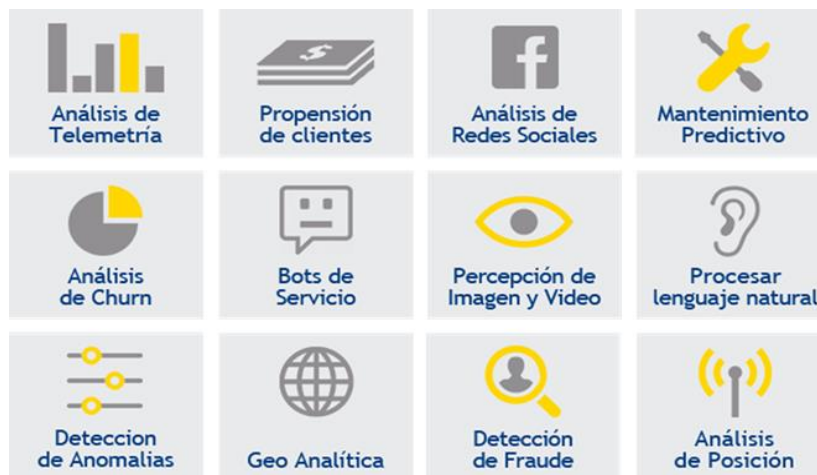 Análisis de
Telemetría
Propensión
de clientes
Análisis de
Redes Sociales
Mantenimiento
Predictivo
Análisis
de Churn
Bots de
Servicio
Percepción de
Imagen y Video
Procesar
lenguaje natural
Deteccion
de Anomalias
Geo Analítica
Detección
de Fraude
Análisis
de Posición